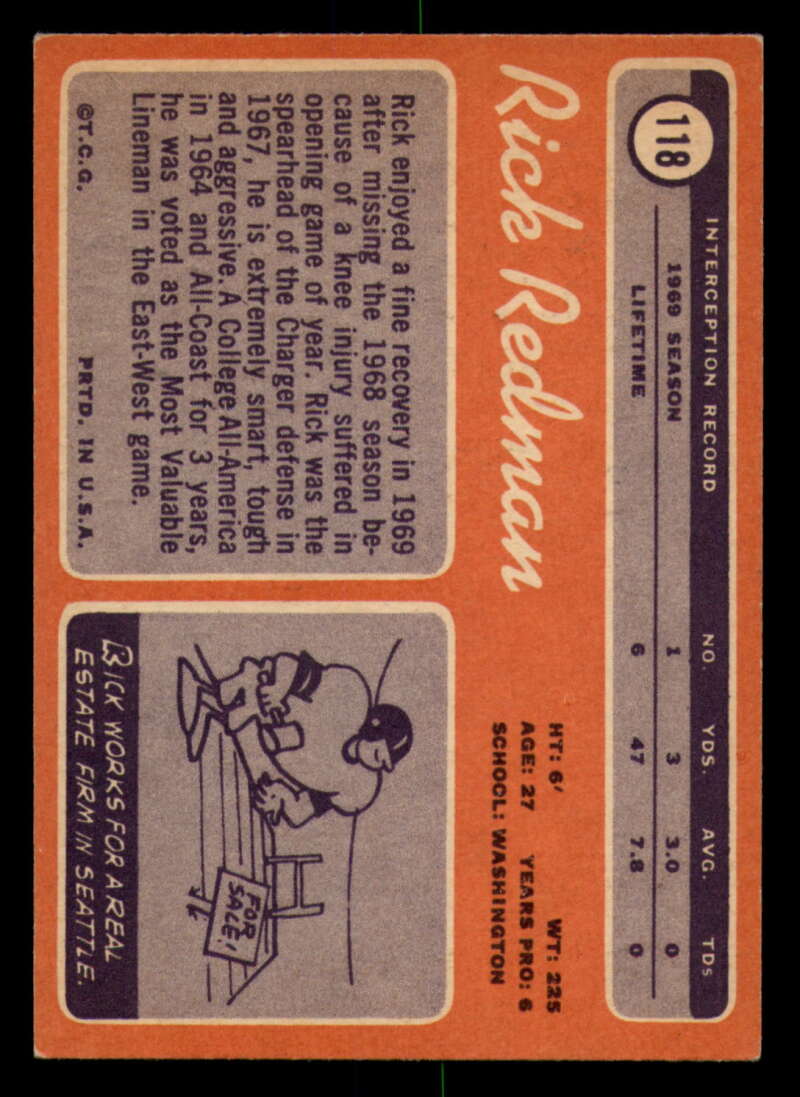 118
INTERCEPTION RECORD NO. YDS. AVG. TDs
1969 SEASON 1 3 3.0 0
LIFETIME 6 47 7.8 0
Rick Redman
HT: 6' WT: 225
AGE: 27 YEARS PRO: 6
SCHOOL: WASHINGTON
Rick enjoyed a fine recovery in 1969
after missing the 1968 season be-
cause of a knee injury suffered in
opening game of year. Rick was the
spearhead of the Charger defense in
1967, he is extremely smart, tough
and aggressive. A College All-America
in 1964 and All-Coast for 3 years,
he was voted as the Most Valuable
Lineman in the East-West game.
©T.C.G. PRTD. IN U.S.A.
FOR
SALE!
RICK WORKS FOR A REAL
ESTATE FIRM IN SEATTLE.